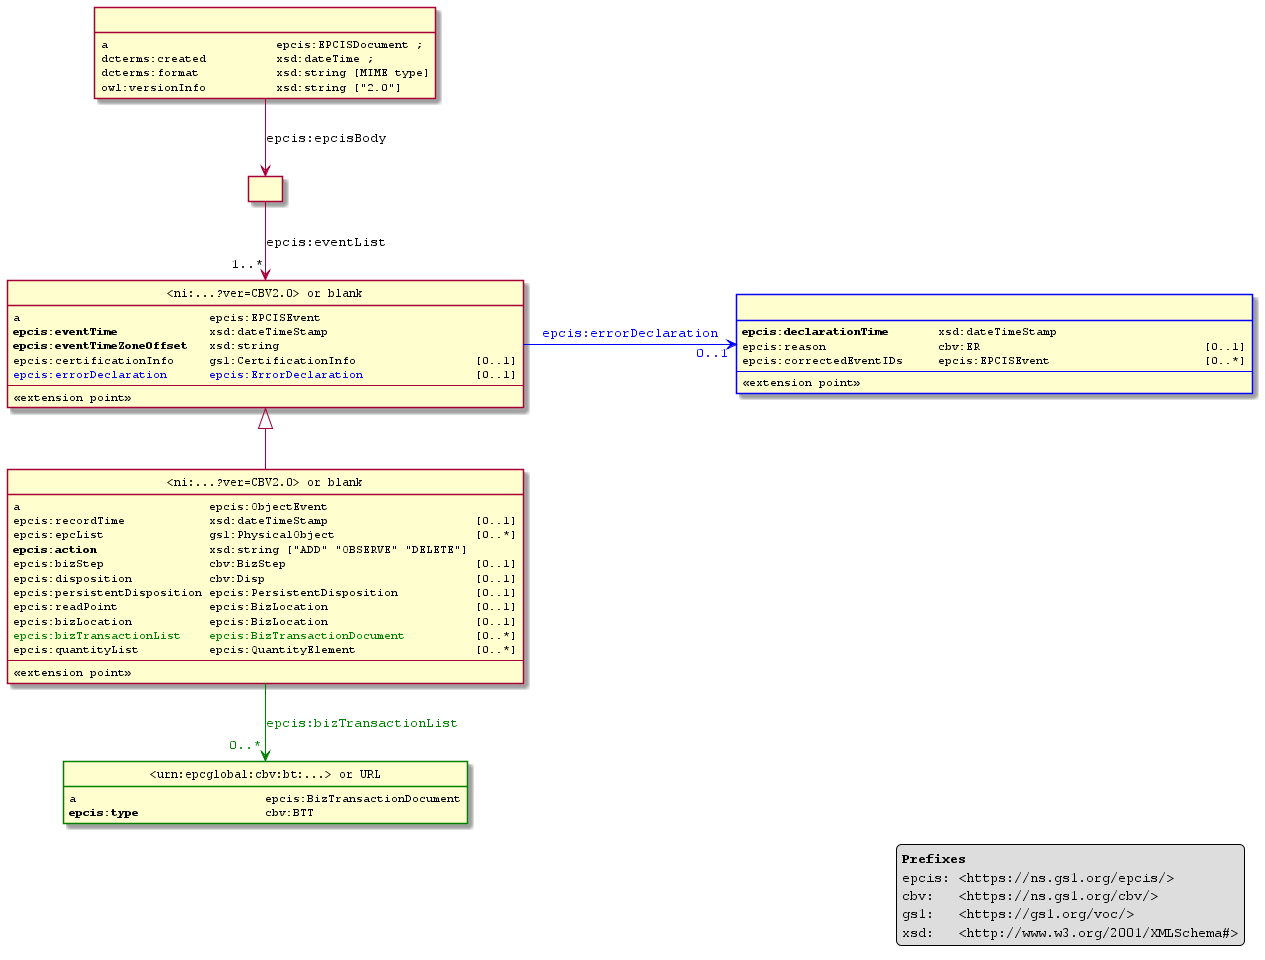 a epcis:EPCISDocument ;
dcterms:created xsd:dateTime ;
dcterms:format xsd:string [MIME type]
owl:versionInfo xsd:string ["2.0"]
epcis:epcisBody
epcis:eventList
1..*
<ni:...?ver=CBV2.0> or blank
a epcis:EPCISEvent
epcis:eventTime xsd:dateTimeStamp
epcis:eventTimeZoneOffset xsd:string
epcis:certificationInfo gs1:CertificationInfo [0..1]
epcis:errorDeclaration epcis:ErrorDeclaration [0..1]
«extension point»
epcis:errorDeclaration
0..1
epcis:declarationTime xsd:dateTimeStamp
epcis:reason cbv:ER [0..1]
epcis:correctedEventIDs epcis:EPCISEvent [0..*]
«extension point»
<ni:...?ver=CBV2.0> or blank
a epcis:ObjectEvent
epcis:recordTime xsd:dateTimeStamp [0..1]
epcis:epcList gs1:PhysicalObject [0..*]
epcis:action xsd:string ["ADD" "OBSERVE" "DELETE"]
epcis:bizStep cbv:BizStep [0..1]
epcis:disposition cbv:Disp [0..1]
epcis:persistentDisposition epcis:PersistentDisposition [0..1]
epcis:readPoint epcis:BizLocation [0..1]
epcis:bizLocation epcis:BizLocation [0..1]
epcis:bizTransactionList epcis:BizTransactionDocument [0..*]
epcis:quantityList epcis:QuantityElement [0..*]
«extension point»
epcis:bizTransactionList
0..*
<urn:epcglobal:cbv:bt:...> or URL
a epcis:BizTransactionDocument
epcis:type cbv:BTT
Prefixes
epcis: <https://ns.gs1.org/epcis/>
cbv: <https://ns.gs1.org/cbv/>
gs1: <https://gs1.org/voc/>
xsd: <http://www.w3.org/2001/XMLSchema#>